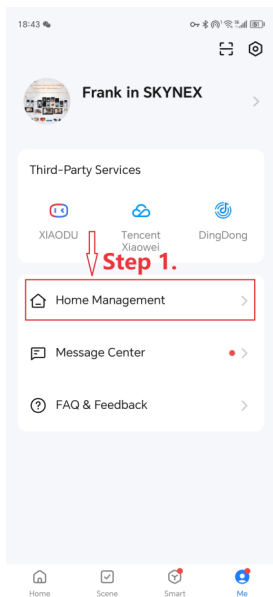 18:43
Frank in SKYNEX
Third-Party Services
XIAODU
Tencent
Xiaowei
DingDong
Step 1.
Home Management
Message Center
FAQ & Feedback
Home
Scene
Smart
Me